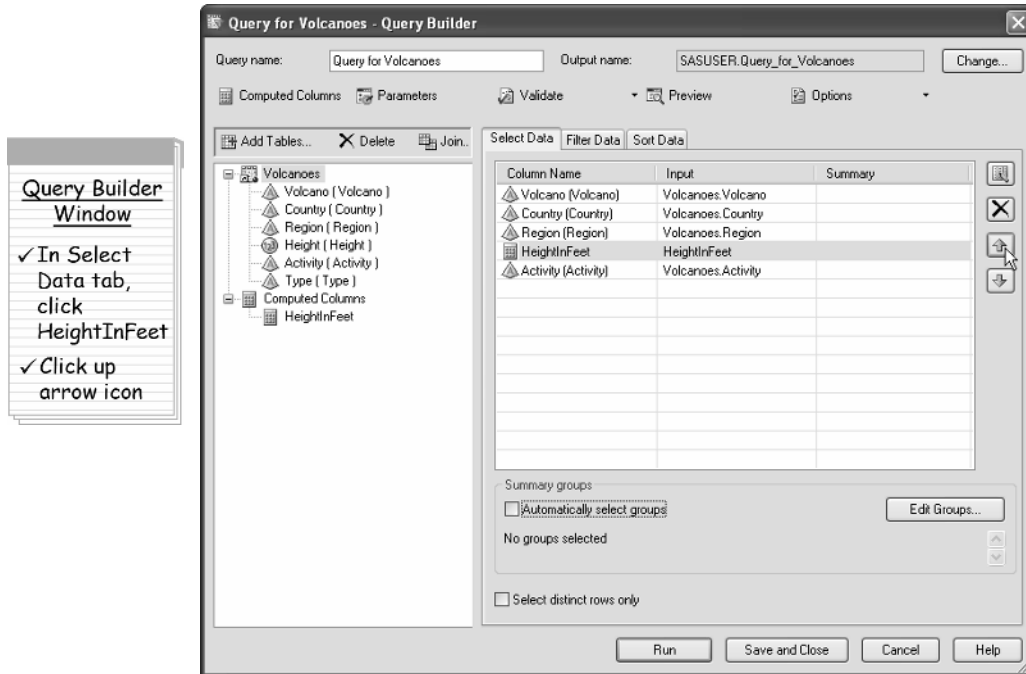 Query Builder
Window
✓ In Select
Data tab,
click
HeightInFeet
✓ Click up
arrow icon
Query for Volcanoes - Query Builder
Query name: Query for Volcanoes Output name: SASUSER.Query_for_Volcanoes Change...
Computed Columns Parameters Validate Preview Options
Add Tables... Delete Join..
Volcanoes
Volcano ( Volcano )
Country ( Country )
Region ( Region )
Height ( Height )
Activity ( Activity )
Type ( Type )
Computed Columns
HeightInFeet
Select Data Filter Data Sort Data
Column Name Input Summary
Volcano (Volcano) Volcanoes.Volcano
Country (Country) Volcanoes.Country
Region (Region) Volcanoes.Region
HeightInFeet HeightInFeet
Activity (Activity) Volcanoes.Activity
Summary groups
Automatically select groups Edit Groups...
No groups selected
Select distinct rows only
Run Save and Close Cancel Help